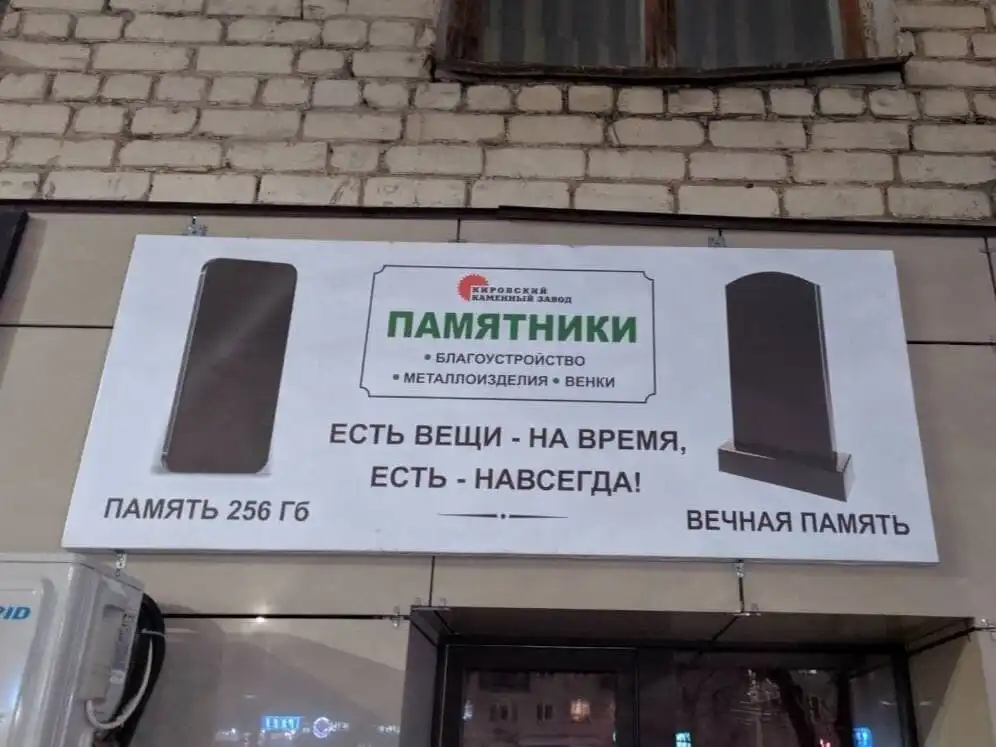 КИРОВСКИЙ
КАМЕННЫЙ ЗАВОД
ПАМЯТНИКИ
• БЛАГОУСТРОЙСТВО
• МЕТАЛЛОИЗДЕЛИЯ • ВЕНКИ
ЕСТЬ ВЕЩИ - НА ВРЕМЯ,
ЕСТЬ - НАВСЕГДА!
ПАМЯТЬ 256 Гб
ВЕЧНАЯ ПАМЯТЬ